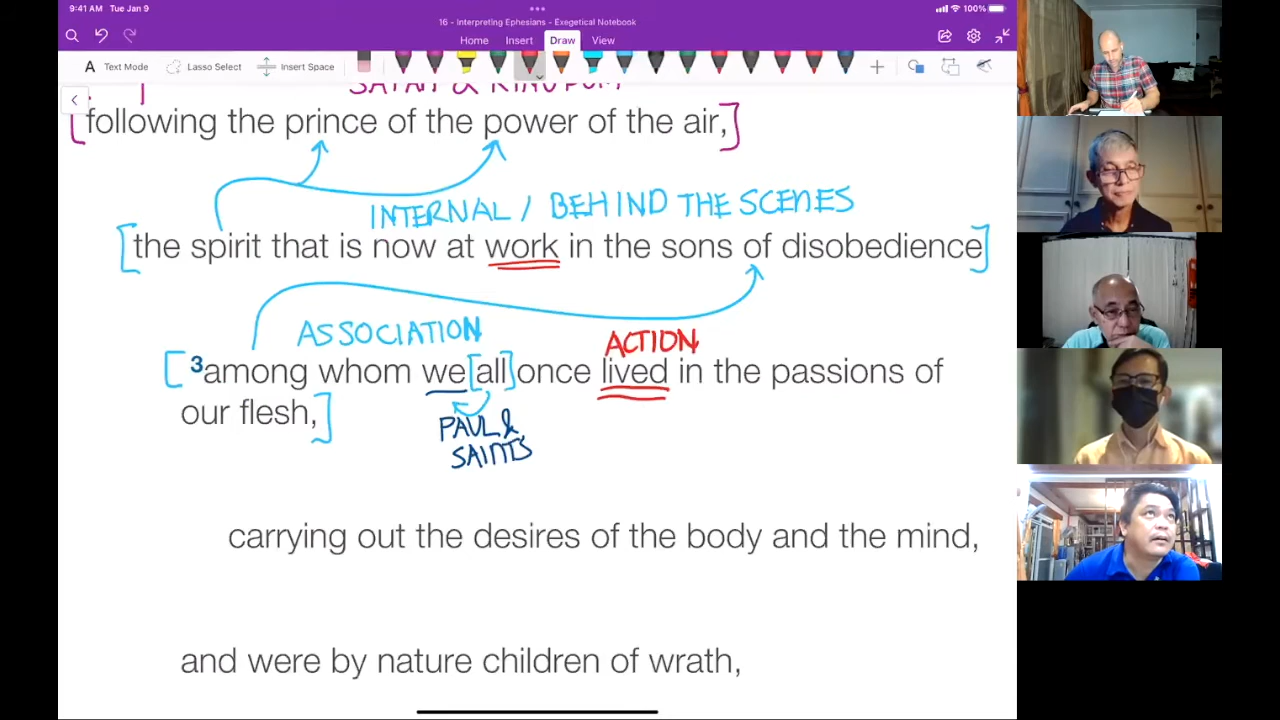 9:41 AM Tue Jan 9
100%
16 - Interpreting Ephesians - Exegetical Notebook
Home Insert Draw View
A Text Mode Lasso Select Insert Space
SATAN & KINGDOM
[following the prince of the power of the air,]
INTERNAL / BEHIND THE SCENES
[the spirit that is now at work in the sons of disobedience]
ASSOCIATION ACTION
[3among whom we [all] once lived in the passions of
our flesh,]
PAUL &
SAINTS
carrying out the desires of the body and the mind,
and were by nature children of wrath,